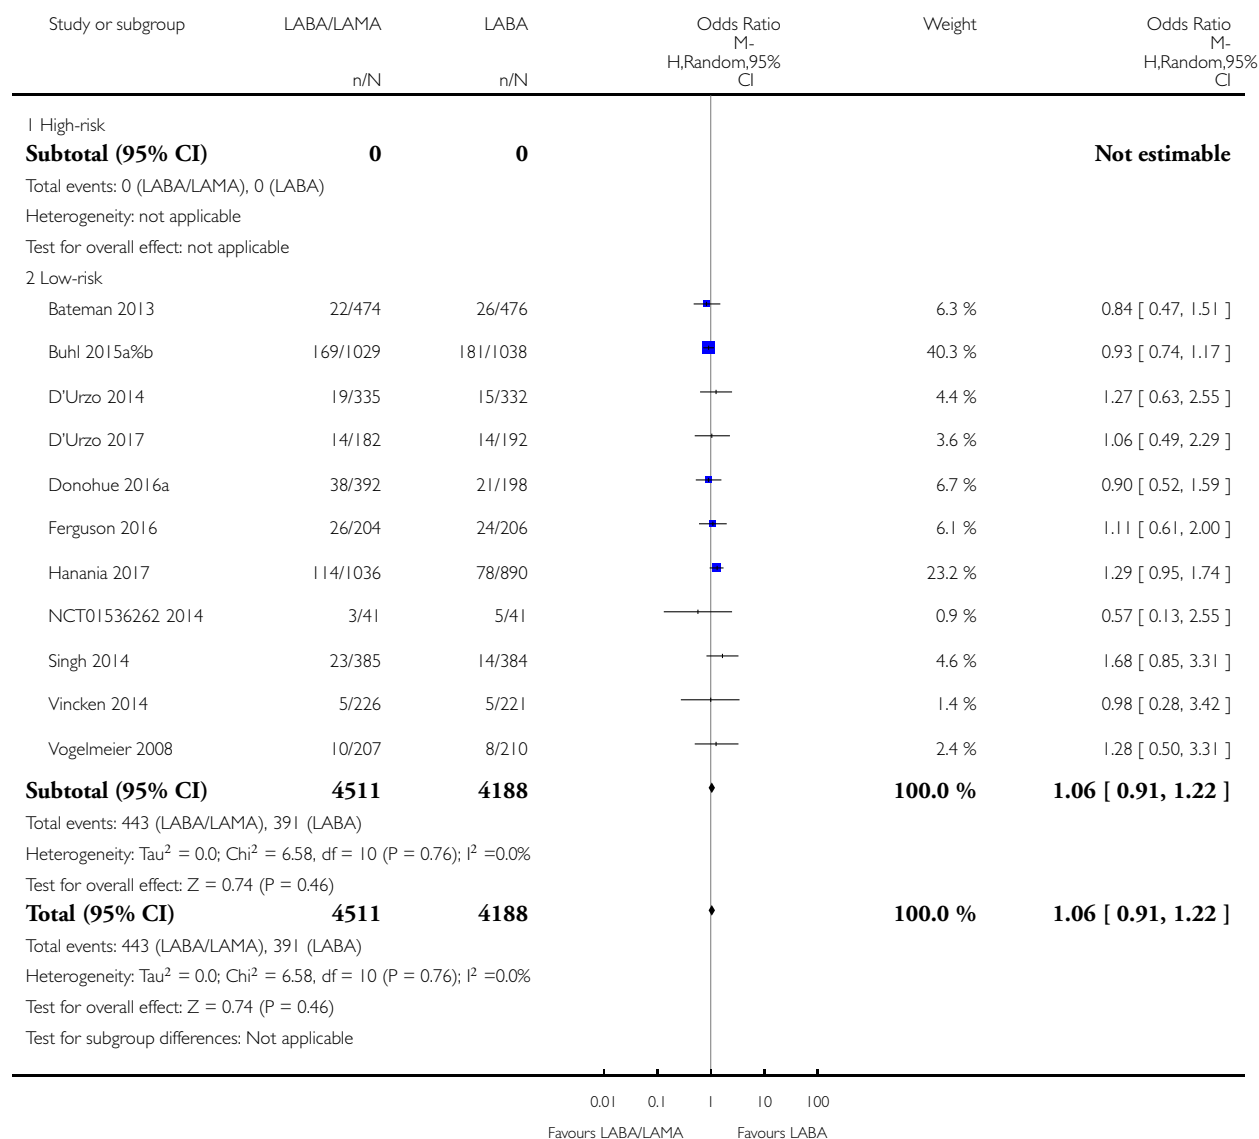 Study or subgroup LABA/LAMA LABA Odds Ratio Weight Odds Ratio
M- M-
H,Random,95% H,Random,95%
n/N n/N CI CI
1 High-risk
Subtotal (95% CI) 0 0 Not estimable
Total events: 0 (LABA/LAMA), 0 (LABA)
Heterogeneity: not applicable
Test for overall effect: not applicable
2 Low-risk
Bateman 2013 22/474 26/476 6.3 % 0.84 [ 0.47, 1.51 ]
Buhl 2015a%b 169/1029 181/1038 40.3 % 0.93 [ 0.74, 1.17 ]
D'Urzo 2014 19/335 15/332 4.4 % 1.27 [ 0.63, 2.55 ]
D'Urzo 2017 14/182 14/192 3.6 % 1.06 [ 0.49, 2.29 ]
Donohue 2016a 38/392 21/198 6.7 % 0.90 [ 0.52, 1.59 ]
Ferguson 2016 26/204 24/206 6.1 % 1.11 [ 0.61, 2.00 ]
Hanania 2017 114/1036 78/890 23.2 % 1.29 [ 0.95, 1.74 ]
NCT01536262 2014 3/41 5/41 0.9 % 0.57 [ 0.13, 2.55 ]
Singh 2014 23/385 14/384 4.6 % 1.68 [ 0.85, 3.31 ]
Vincken 2014 5/226 5/221 1.4 % 0.98 [ 0.28, 3.42 ]
Vogelmeier 2008 10/207 8/210 2.4 % 1.28 [ 0.50, 3.31 ]
Subtotal (95% CI) 4511 4188 100.0 % 1.06 [ 0.91, 1.22 ]
Total events: 443 (LABA/LAMA), 391 (LABA)
Heterogeneity: Tau² = 0.0; Chi² = 6.58, df = 10 (P = 0.76); I² =0.0%
Test for overall effect: Z = 0.74 (P = 0.46)
Total (95% CI) 4511 4188 100.0 % 1.06 [ 0.91, 1.22 ]
Total events: 443 (LABA/LAMA), 391 (LABA)
Heterogeneity: Tau² = 0.0; Chi² = 6.58, df = 10 (P = 0.76); I² =0.0%
Test for overall effect: Z = 0.74 (P = 0.46)
Test for subgroup differences: Not applicable
0.01 0.1 1 10 100
Favours LABA/LAMA Favours LABA